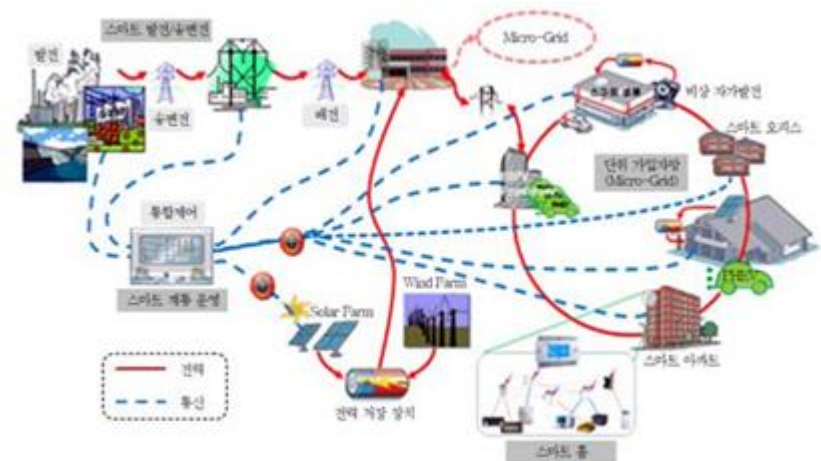 스마트 발전/송변전
Micro-Grid
발전
송변전
배전
비상 자가발전
스마트 오피스
단위 가입자망
(Micro-Grid)
통합제어
스마트 계통 운영
Solar Farm
Wind Farm
PHEV
스마트 아파트
전력 저장 장치
스마트 홈
전력
통신